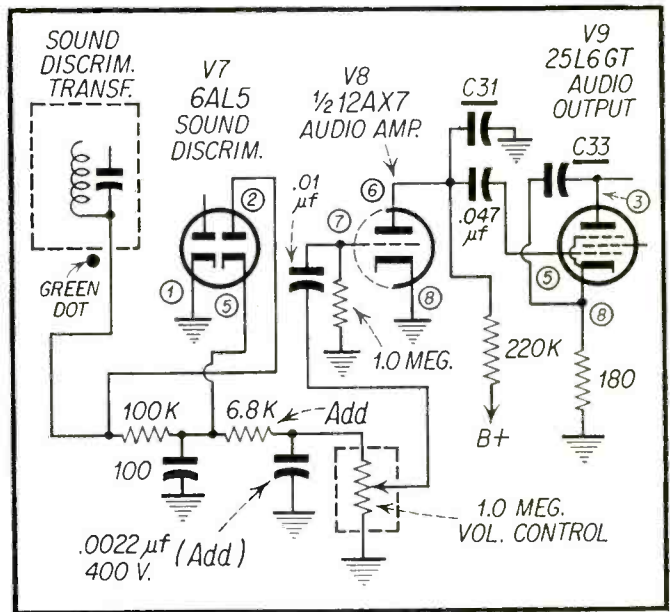 SOUND
DISCRIM.
TRANSF.
GREEN
DOT
V7
6AL5
SOUND
DISCRIM.
②
①
⑤
V8
½12AX7
AUDIO AMP.
.01
µf
⑥
⑦
⑧
1.0 MEG.
C31
.047
µf
C33
V9
25L6GT
AUDIO
OUTPUT
③
⑤
⑧
220K
B+
180
100K
6.8K
Add
100
.0022 µf (Add)
400 V.
1.0 MEG.
VOL. CONTROL